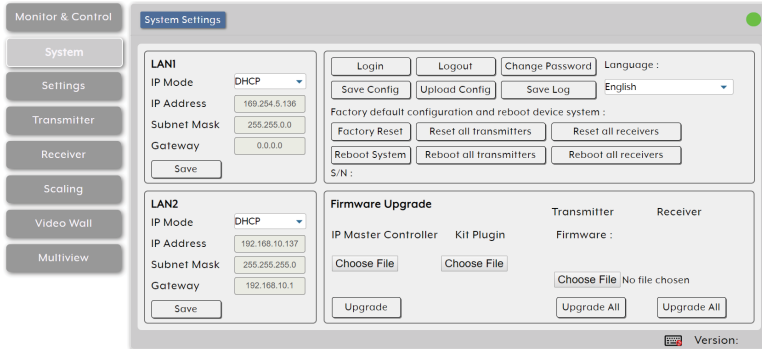 Monitor & Control
System
Settings
Transmitter
Receiver
Scaling
Video Wall
Multiview
System Settings
LAN1
IP Mode DHCP
IP Address 169.254.5.136
Subnet Mask 255.255.0.0
Gateway 0.0.0.0
Save
Login Logout Change Password Language :
Save Config Upload Config Save Log English
Factory default configuration and reboot device system :
Factory Reset Reset all transmitters Reset all receivers
Reboot System Reboot all transmitters Reboot all receivers
S/N :
LAN2
IP Mode DHCP
IP Address 192.168.10.137
Subnet Mask 255.255.255.0
Gateway 192.168.10.1
Save
Firmware Upgrade
Transmitter Receiver
IP Master Controller Kit Plugin Firmware :
Choose File Choose File
Choose File No file chosen
Upgrade Upgrade All Upgrade All
Version: